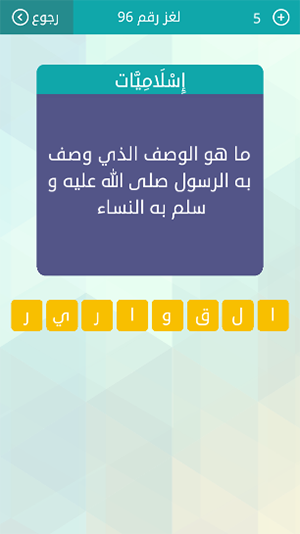 رجوع
لغز رقم 96
5
إِسْلَامِيَّات
ما هو الوصف الذي وصف
به الرسول صلى الله عليه و
سلم به النساء
ا ل ق و ا ر ي ر